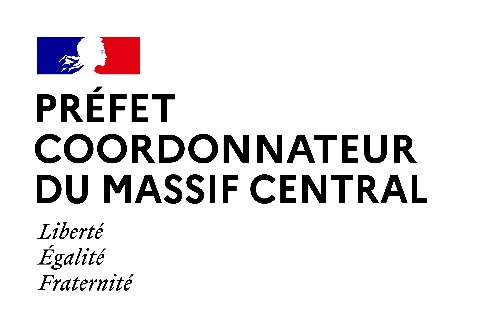 PRÉFET
COORDONNATEUR
DU MASSIF CENTRAL
Liberté
Égalité
Fraternité